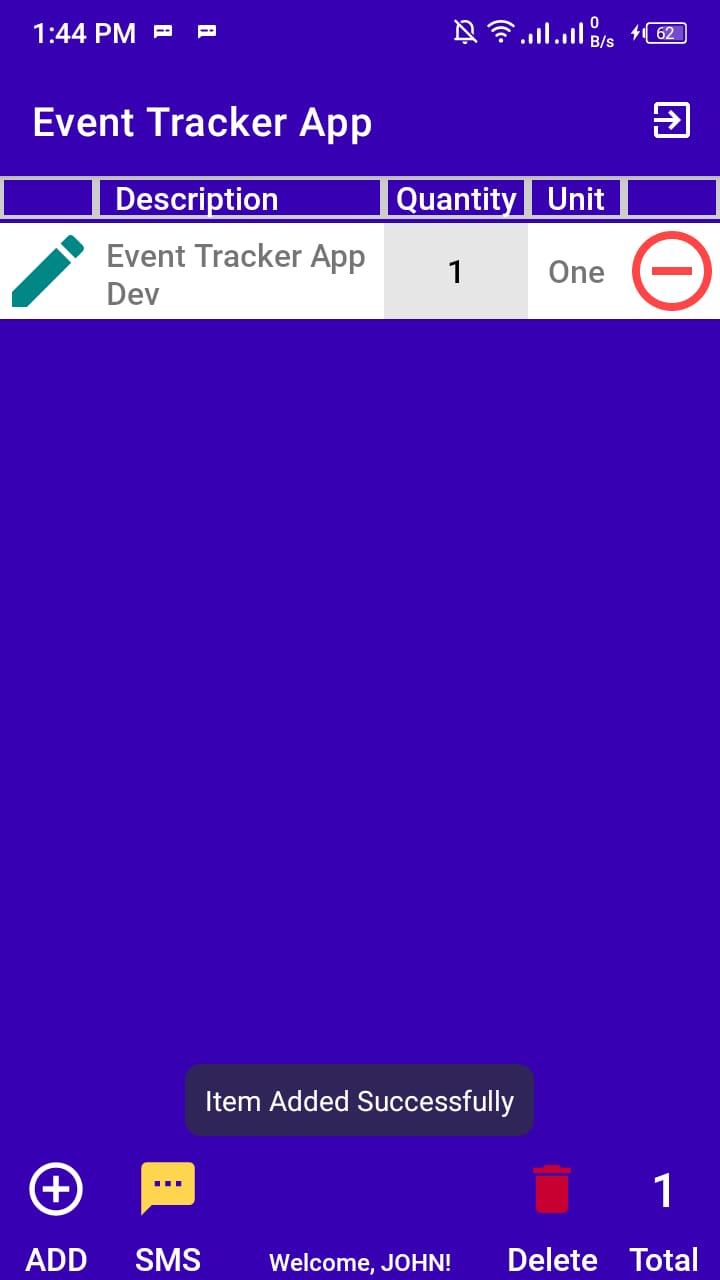 1:44 PM
0
B/s
62
Event Tracker App
Description Quantity Unit
Event Tracker App
Dev
1
One
Item Added Successfully
1
ADD SMS Welcome, JOHN! Delete Total